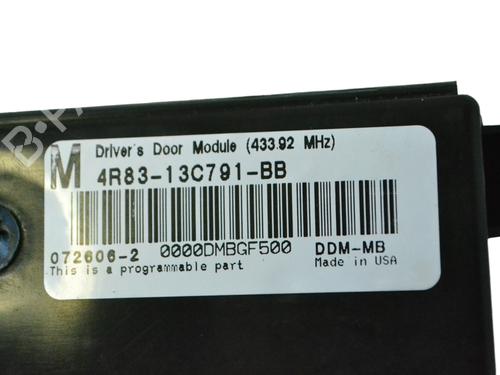 Driver's Door Module (433.92 MHz)
M 4R83-13C791-BB
072606-2 0000DMBGF500 DDM-MB
This is a programmable part Made in USA